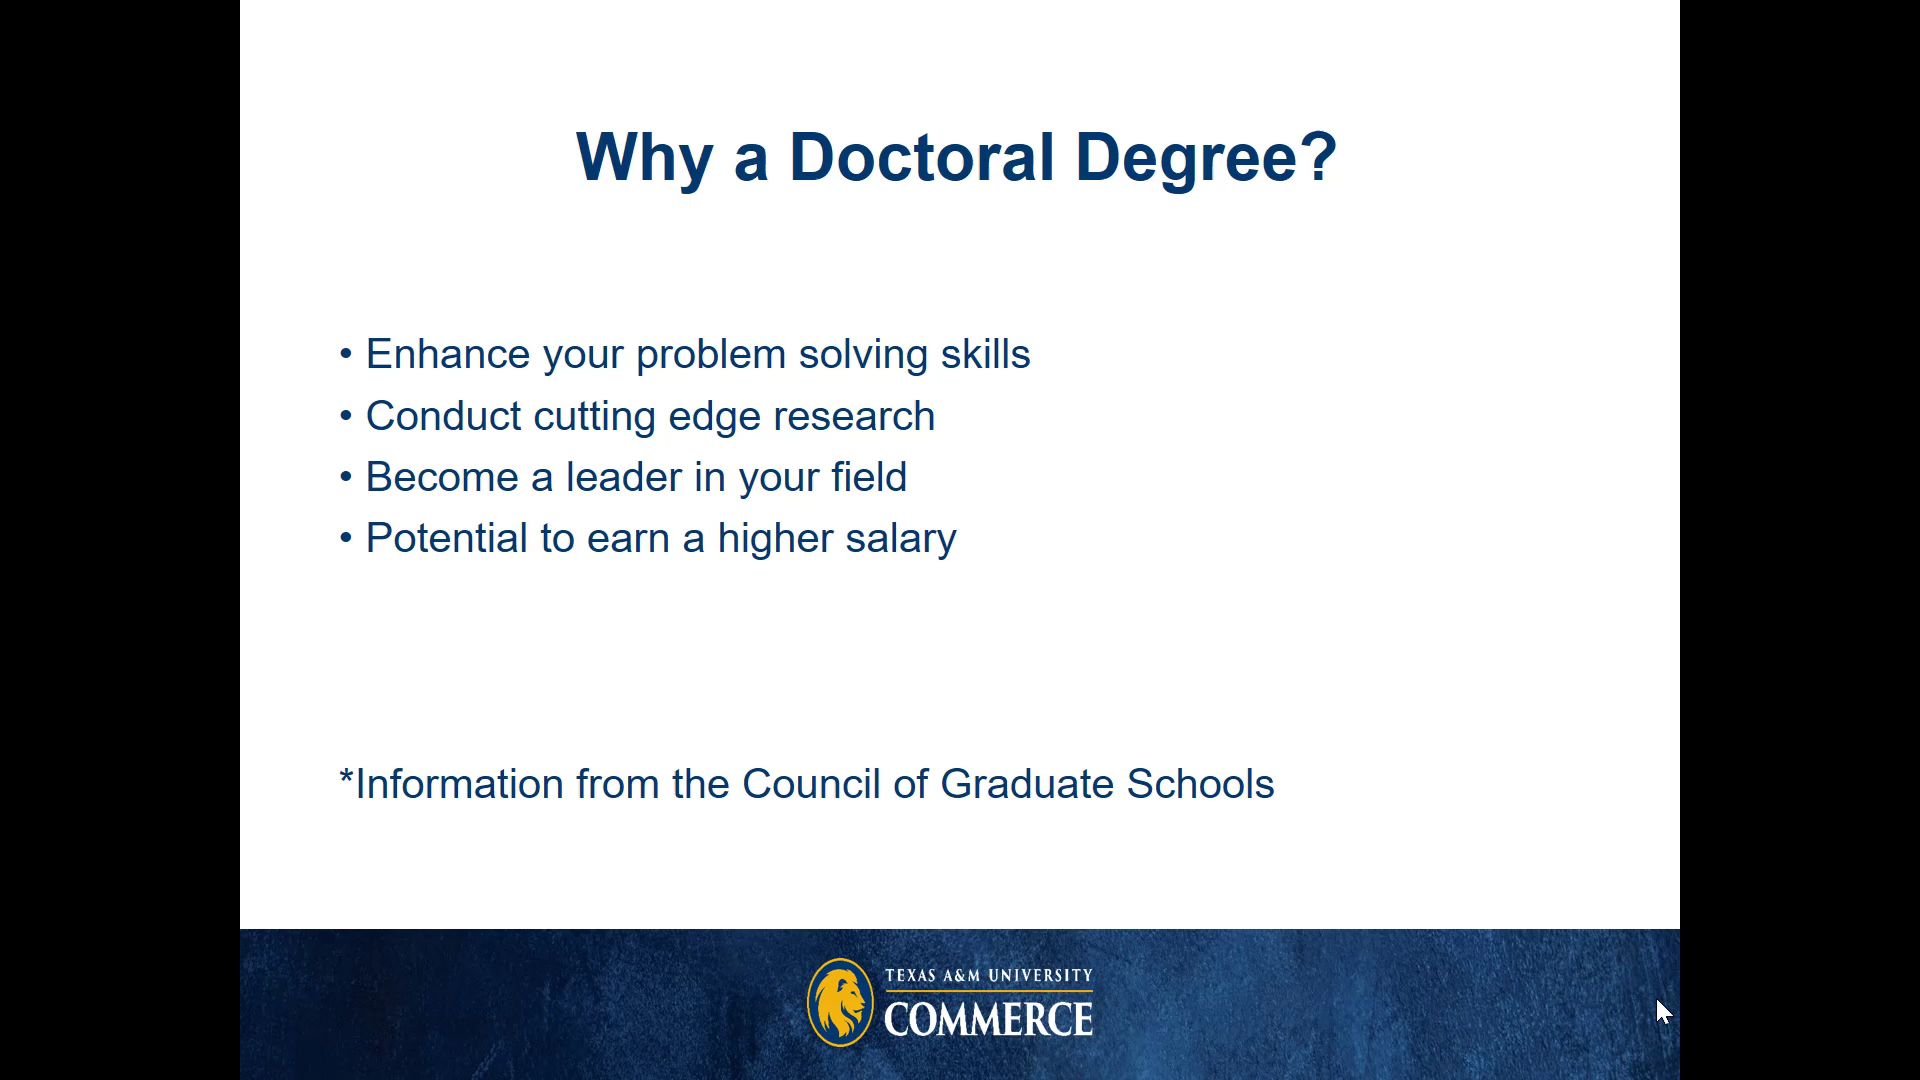 Why a Doctoral Degree?
• Enhance your problem solving skills
• Conduct cutting edge research
• Become a leader in your field
• Potential to earn a higher salary
*Information from the Council of Graduate Schools
TEXAS A&M UNIVERSITY
COMMERCE